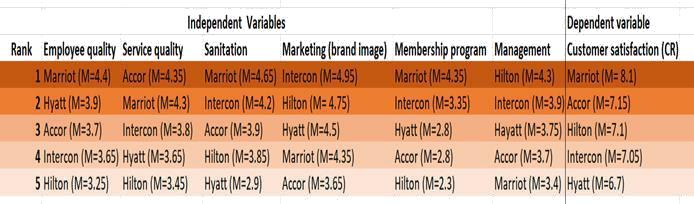 Independent Variables Dependent variable
Rank Employee quality Service quality Sanitation Marketing (brand image) Membership program Management Customer satisfaction (CR)
1 Marriot (M=4.4) Accor (M=4.35) Marriot (M=4.65) Intercon (M=4.95) Marriot (M=4.35) Hilton (M=4.3) Marriot (M= 8.1)
2 Hyatt (M=3.9) Marriot (M=4.3) Intercon (M=4.2) Hilton (M= 4.75) Intercon (M=3.35) Intercon (M=3.9) Accor (M=7.15)
3 Accor (M=3.7) Intercon (M=3.8) Accor (M=3.9) Hyatt (M=4.5) Hyatt (M=2.8) Hayatt (M=3.75) Hilton (M=7.1)
4 Intercon (M=3.65) Hyatt (M=3.65) Hilton (M=3.85) Marriot (M=4.35) Accor (M=2.8) Accor (M=3.7) Intercon (M=7.05)
5 Hilton (M=3.25) Hilton (M=3.45) Hyatt (M=2.9) Accor (M=3.65) Hilton (M=2.3) Marriot (M=3.4) Hyatt (M=6.7)